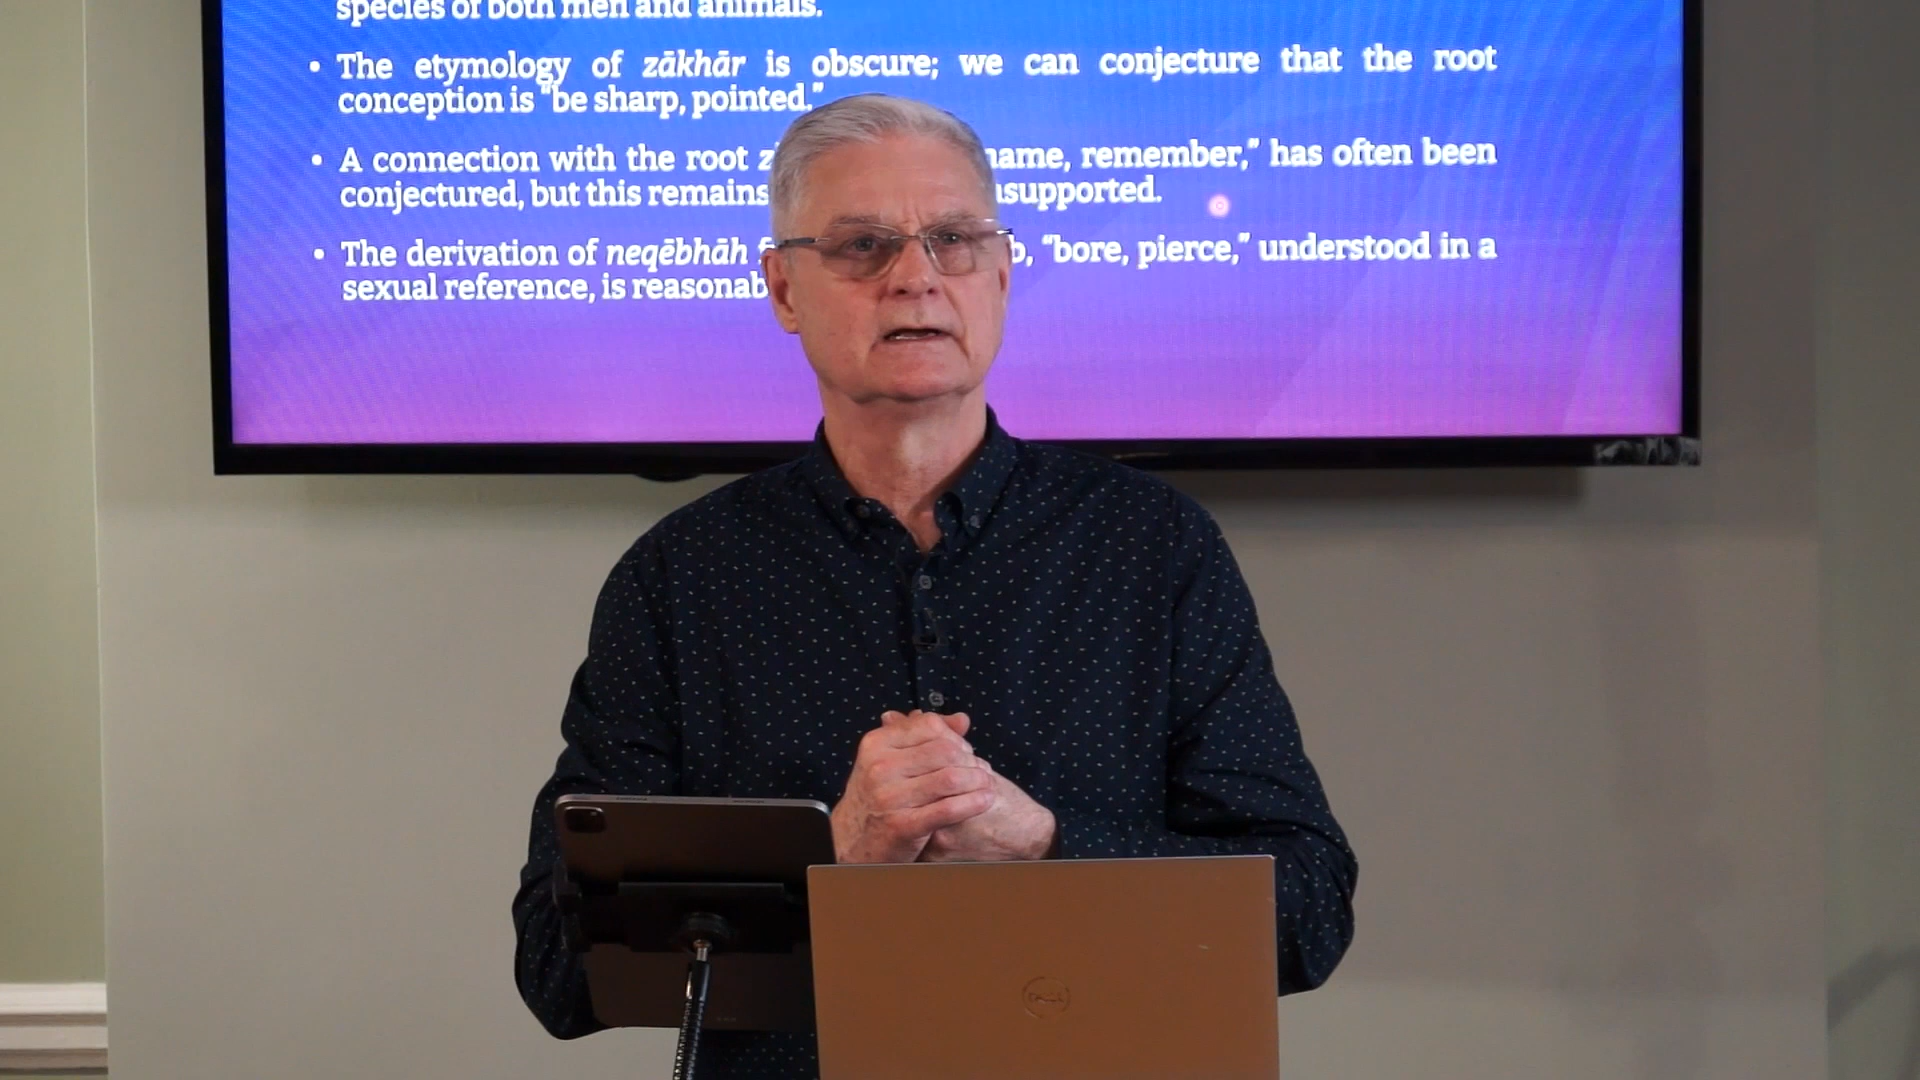 species of both men and animals.
• The etymology of zākhār is obscure; we can conjecture that the root
conception is “be sharp, pointed.”
• A connection with the root name, remember,” has often been
conjectured, but this remains supported.
• The derivation of neqēbhāh “bore, pierce,” understood in a
sexual reference, is
DELL